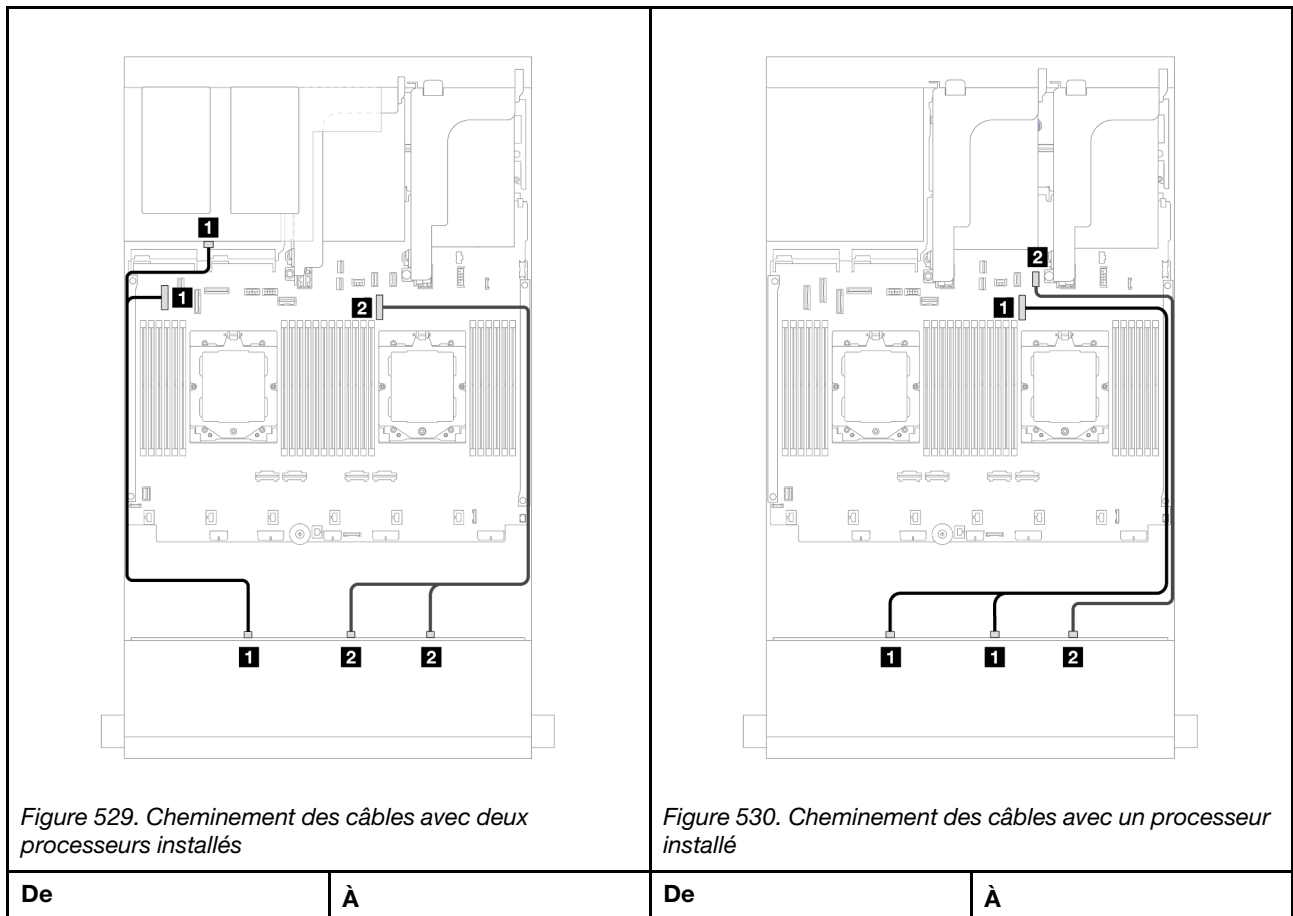 1
1
2
1
2
2
Figure 529. Cheminement des câbles avec deux
processeurs installés
2
1
1
1
2
Figure 530. Cheminement des câbles avec un processeur
installé
De
À
De
À